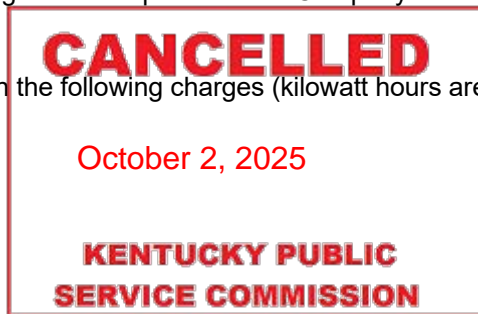 CANCELLED
the following charges (kilowatt hours are
October 2, 2025
KENTUCKY PUBLIC
SERVICE COMMISSION